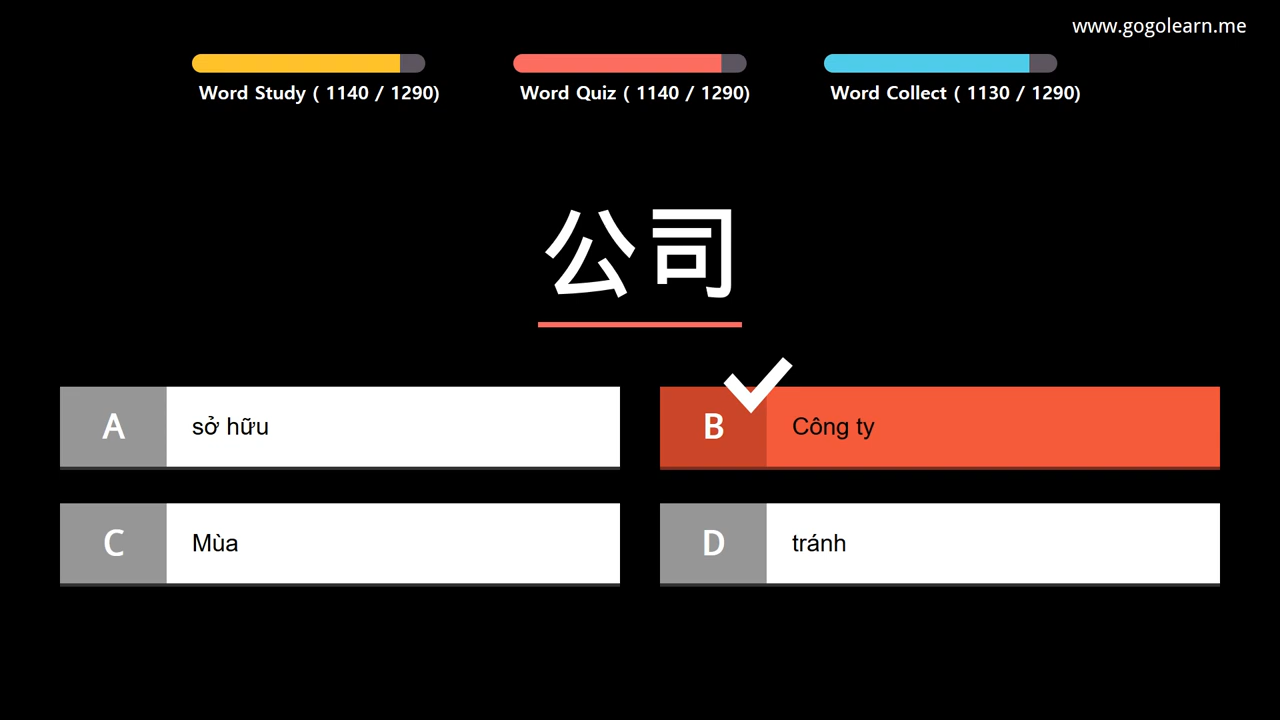 www.gogolearn.me
Word Study ( 1140 / 1290)
Word Quiz ( 1140 / 1290)
Word Collect ( 1130 / 1290)
公司
A sở hữu
B Công ty
C Mùa
D tránh